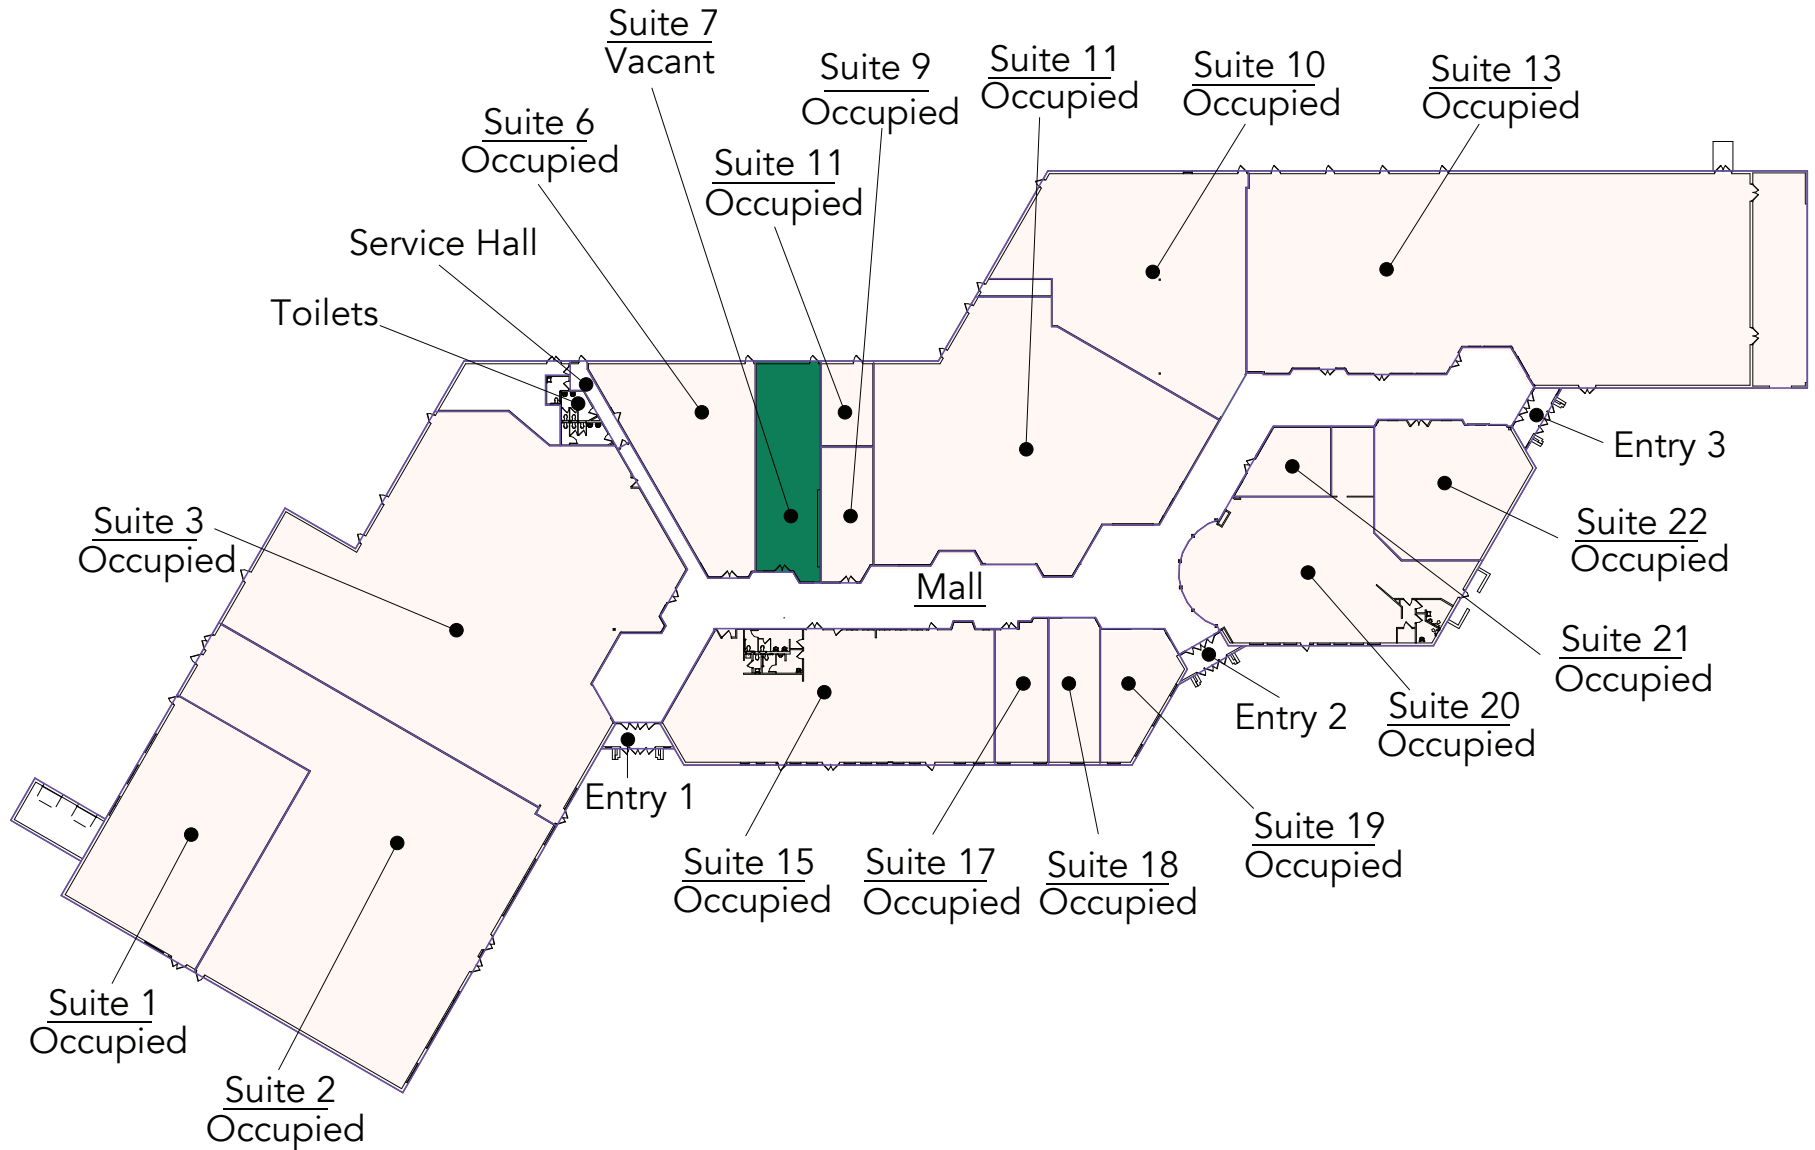 Suite 7
Vacant
Suite 9
Occupied
Suite 11
Occupied
Suite 10
Occupied
Suite 13
Occupied
Suite 6
Occupied
Suite 11
Occupied
Service Hall
Toilets
Entry 3
Suite 3
Occupied
Suite 22
Occupied
Mall
Suite 21
Occupied
Entry 2
Suite 20
Occupied
Entry 1
Suite 15
Occupied
Suite 17
Occupied
Suite 18
Occupied
Suite 19
Occupied
Suite 1
Occupied
Suite 2
Occupied